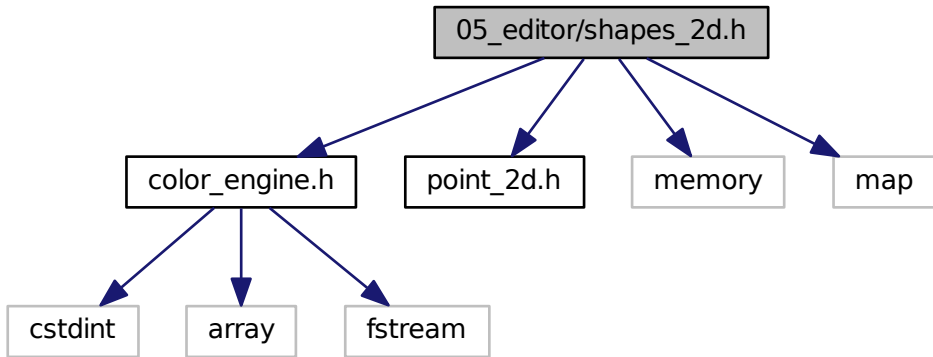 05_editor/shapes_2d.h
color_engine.h
point_2d.h
memory
map
cstdint
array
fstream